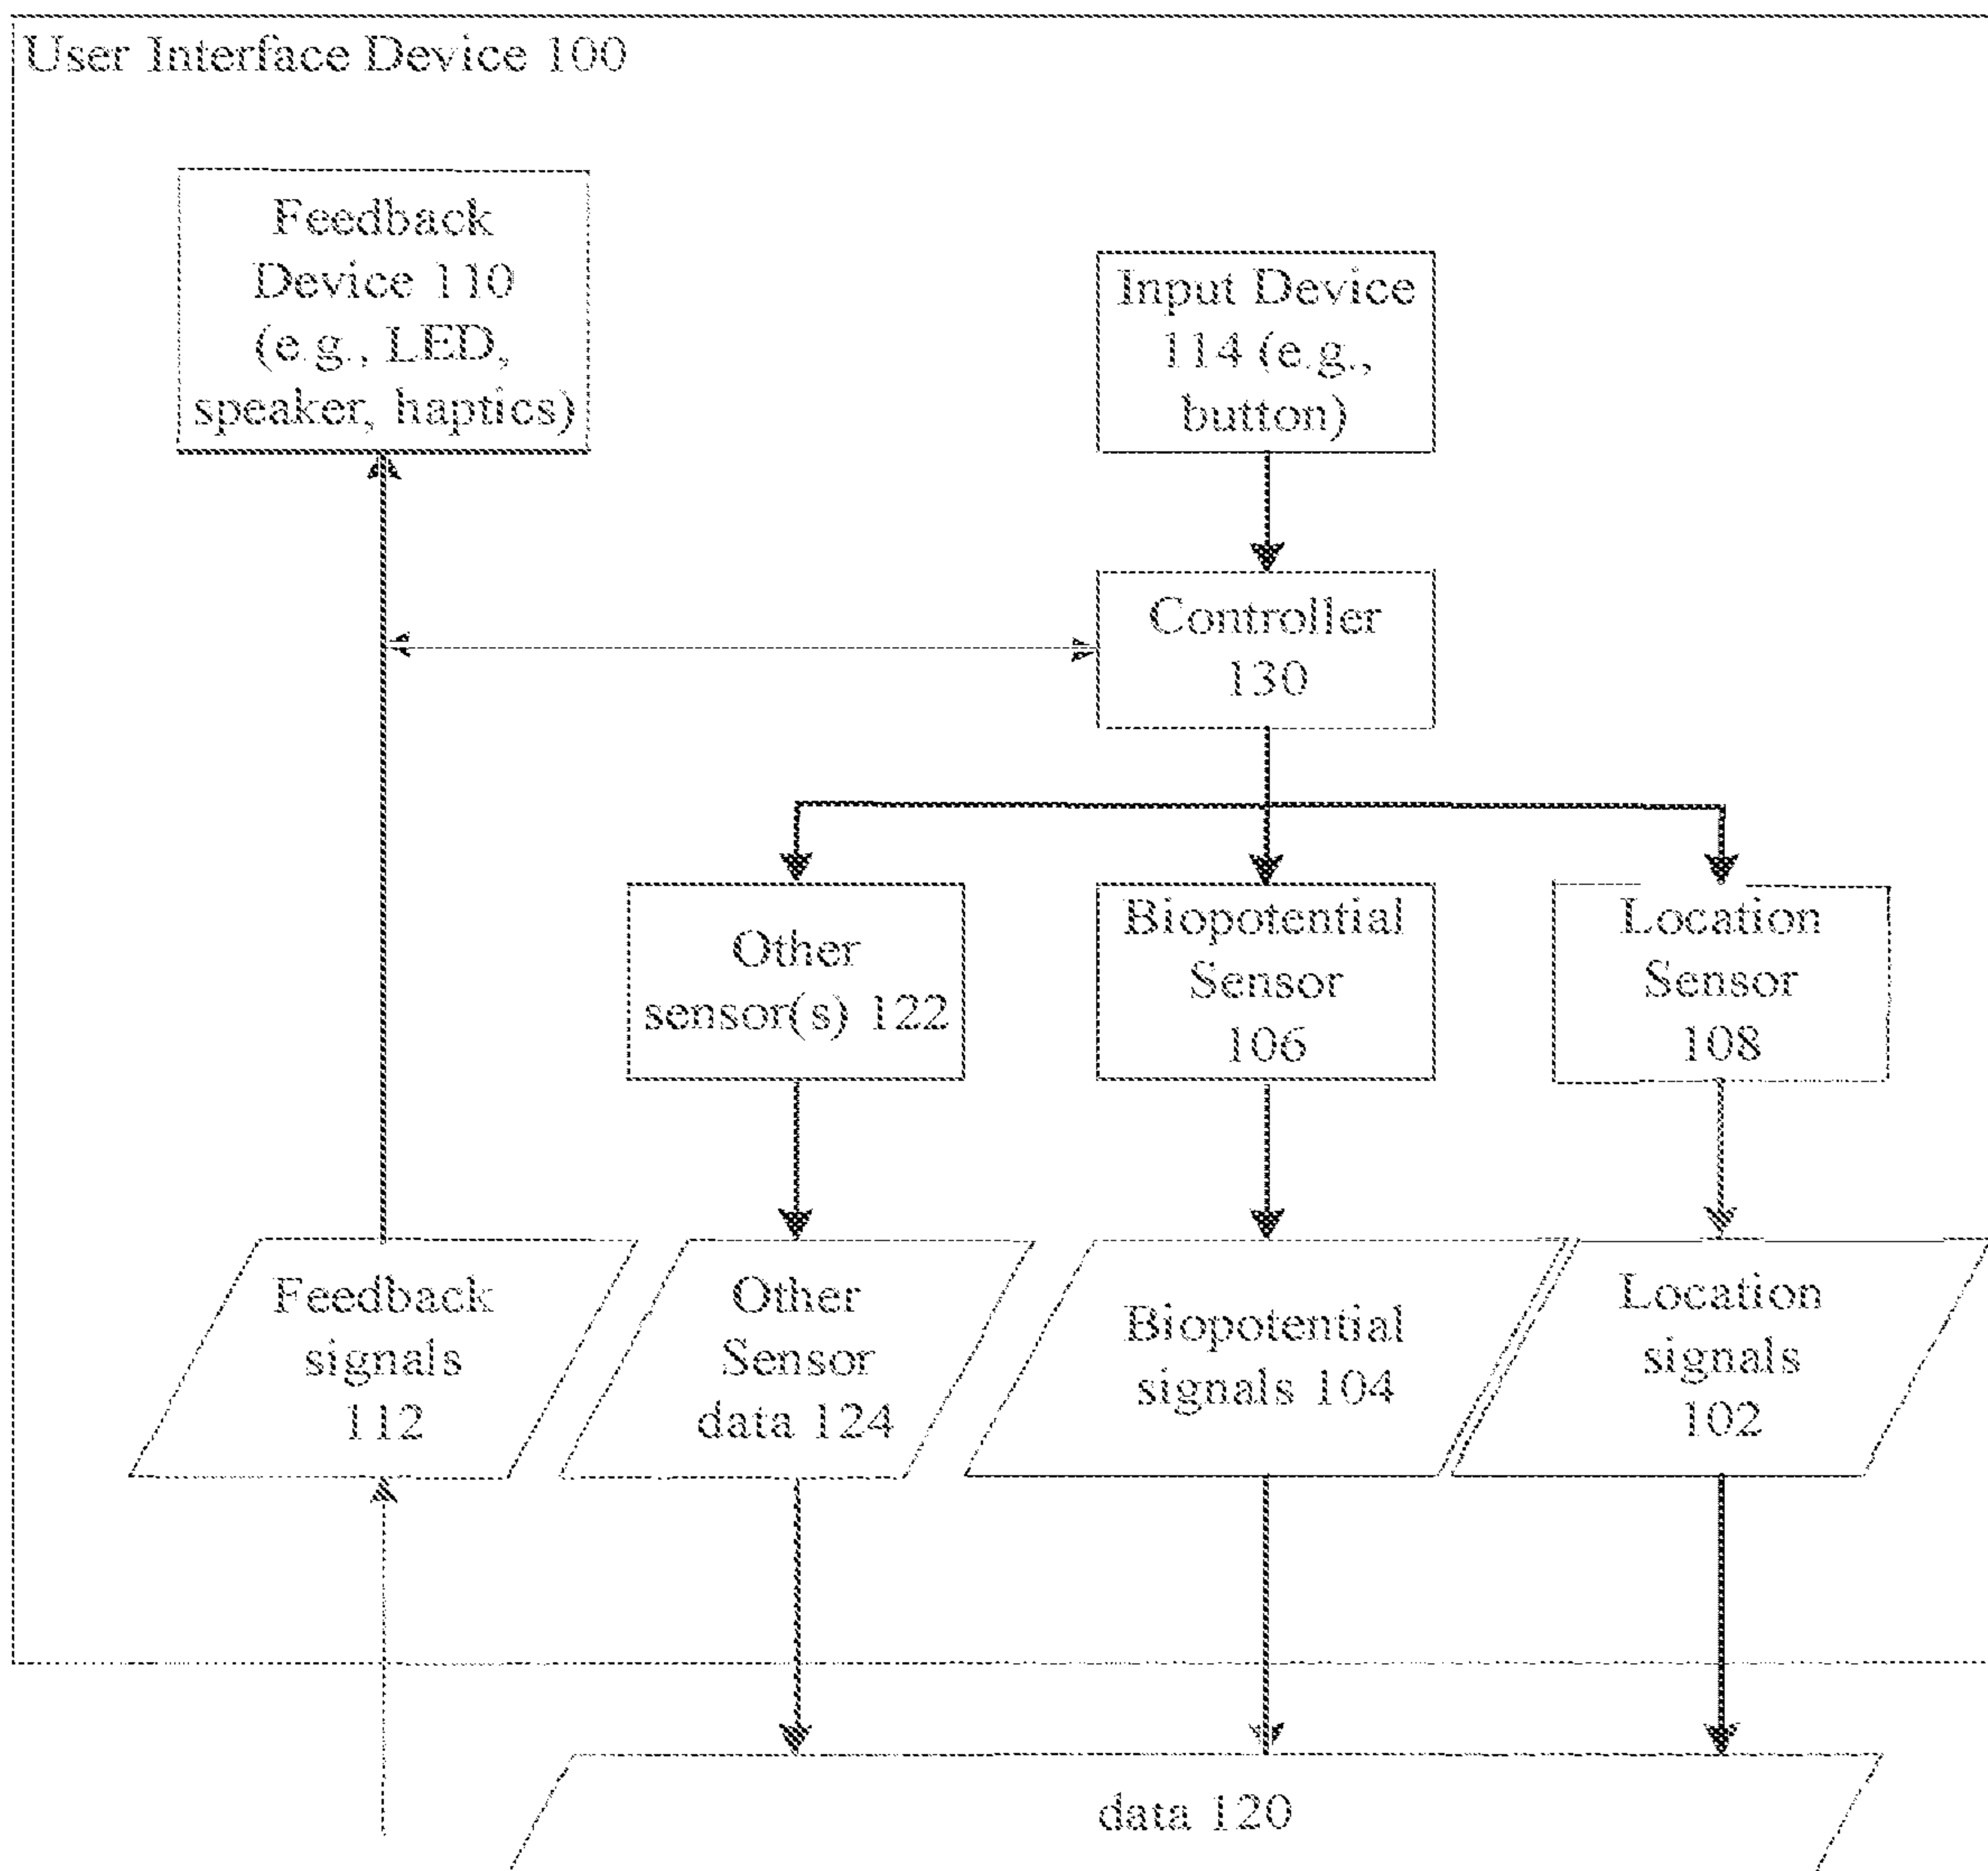 User Interface Device 100
Feedback
Device 110
(e.g., LED,
speaker, haptics)
Input Device
114 (e.g.,
button)
Controller
130
Other
sensor(s) 122
Biopotential
Sensor
106
Location
Sensor
108
Feedback
signals
112
Other
Sensor
data 124
Biopotential
signals 104
Location
signals
102
data 120